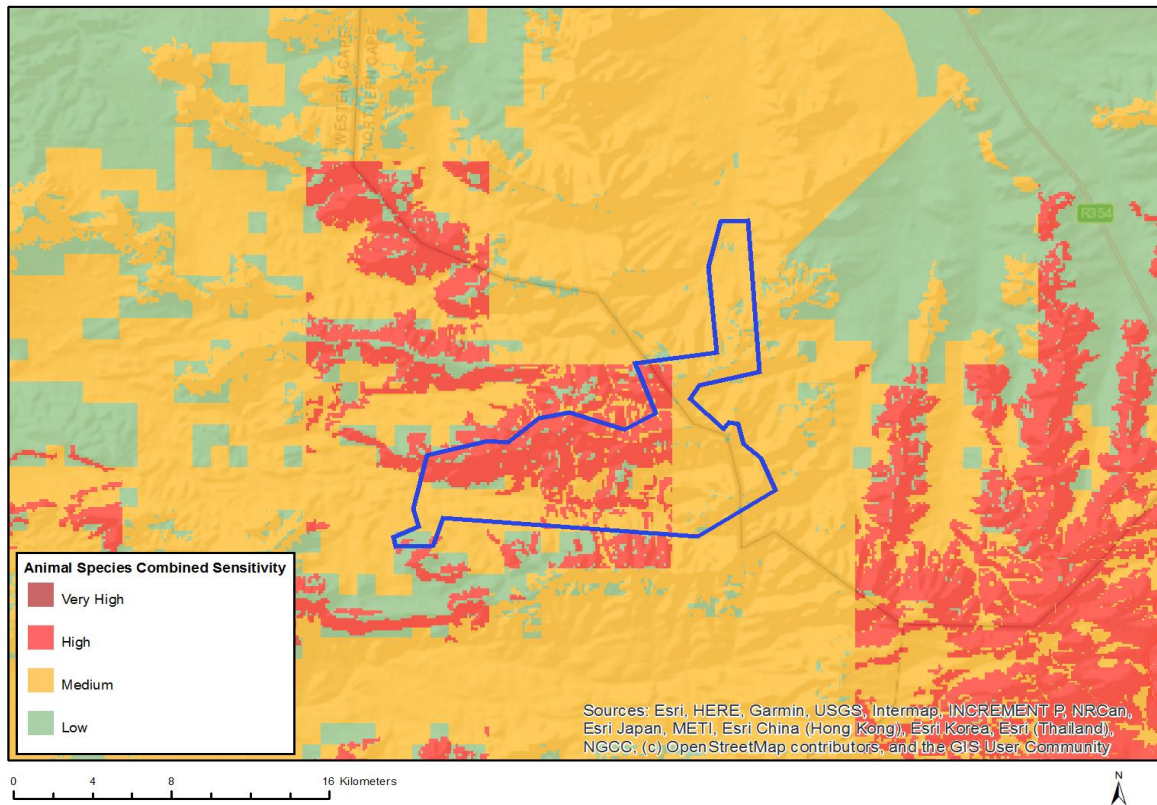 WESTERN CAPE
NORTHERN CAPE
R354
Animal Species Combined Sensitivity
Very High
High
Medium
Low
Sources: Esri, HERE, Garmin, USGS, Intermap, INCREMENT P, NRCan,
Esri Japan, METI, Esri China (Hong Kong), Esri Korea, Esri (Thailand),
NGCC, (c) OpenStreetMap contributors, and the GIS User Community
0 4 8 16 Kilometers
N